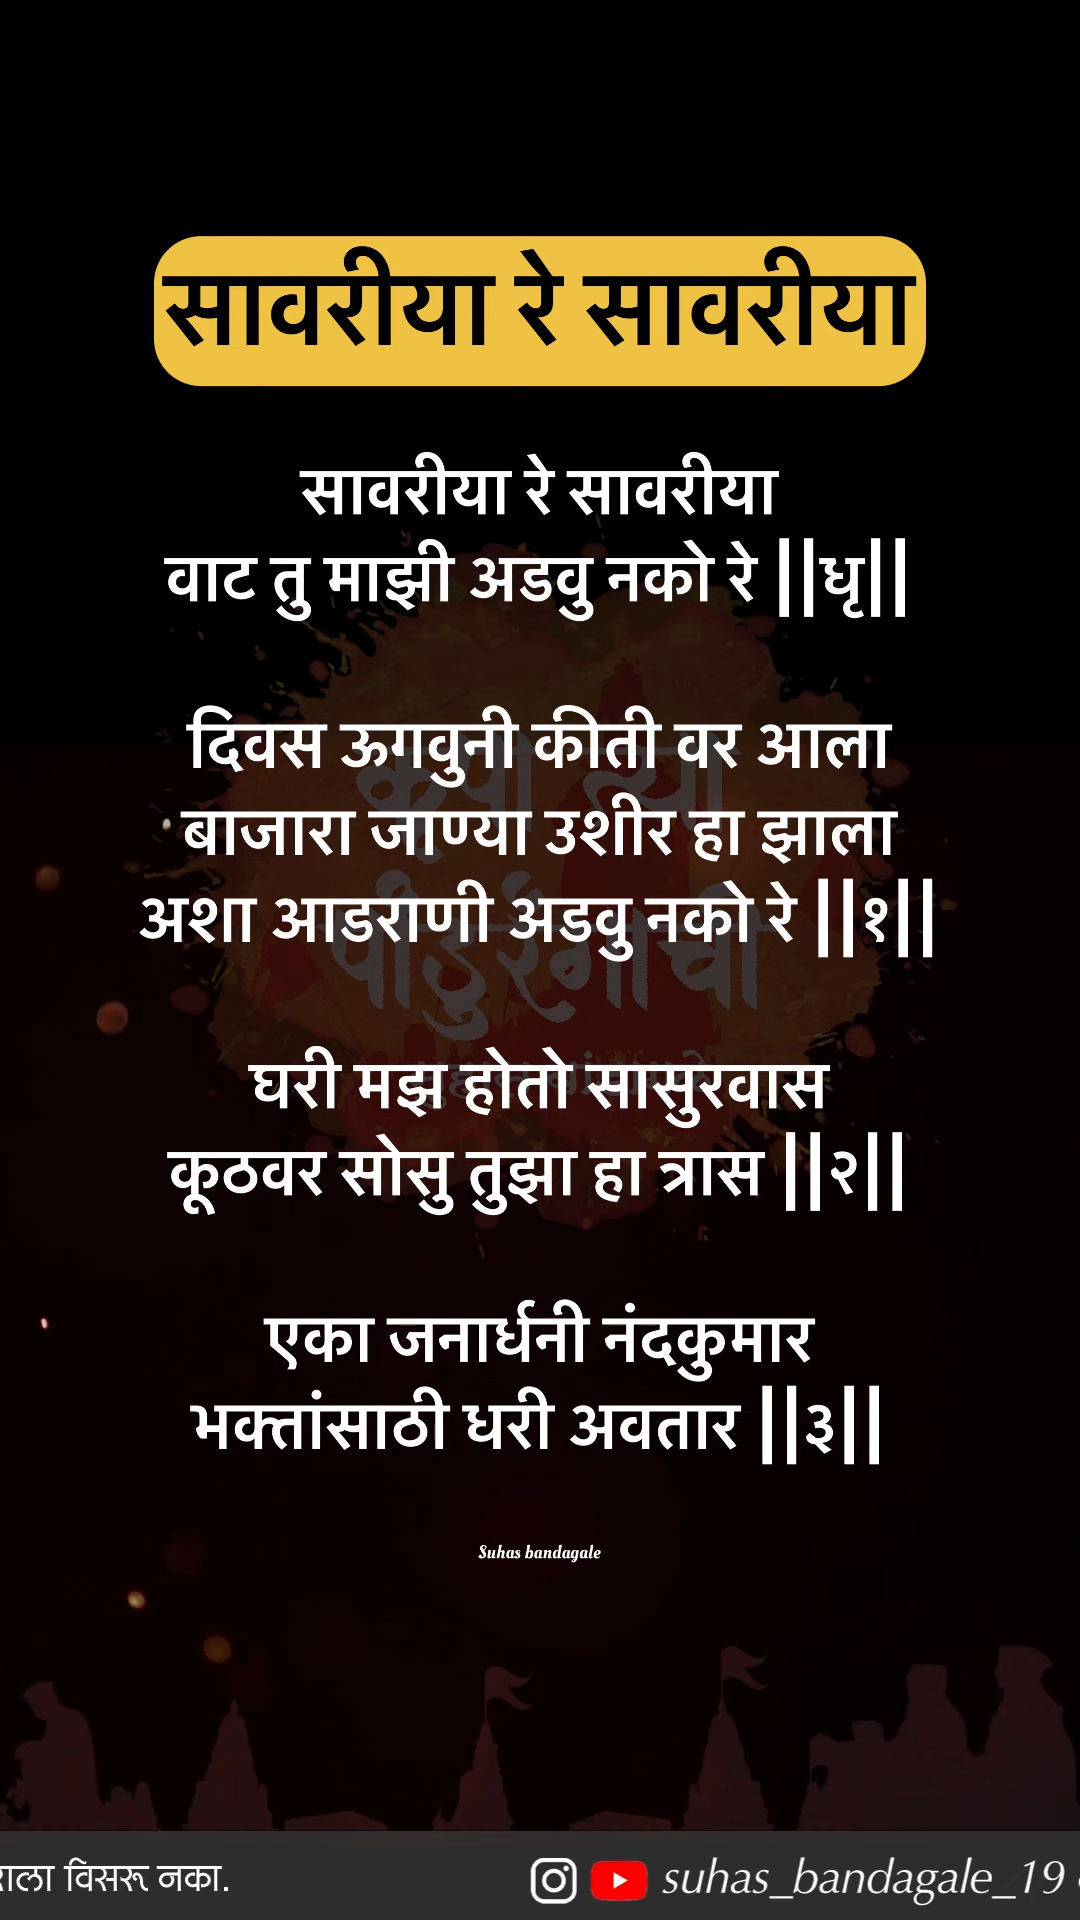 सावरीया रे सावरीया
सावरीया रे सावरीया
वाट तु माझी अडवु नको रे ||धृ||
दिवस ऊगवुनी कीती वर आला
बाजारा जाण्या उशीर हा झाला
अशा आडराणी अडवु नको रे ||१||
घरी मझ होतो सासुरवास
कूठवर सोसु तुझा हा त्रास ||२||
एका जनार्धनी नंदकुमार
भक्तांसाठी धरी अवतार ||३||
Suhas bandagale
विसरू नका.
suhas_bandagale_19
कृपा त्या
पांडुरंगाची